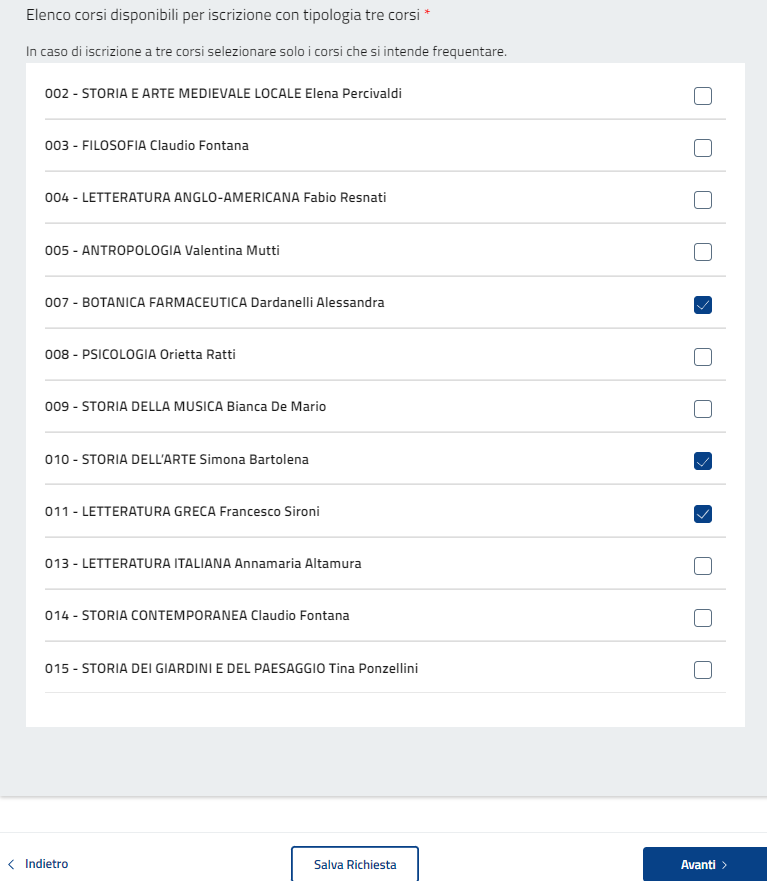 Elenco corsi disponibili per iscrizione con tipologia tre corsi *
In caso di iscrizione a tre corsi selezionare solo i corsi che si intende frequentare.
002 - STORIA E ARTE MEDIEVALE LOCALE Elena Percivaldi
003 - FILOSOFIA Claudio Fontana
004 - LETTERATURA ANGLO-AMERICANA Fabio Resnati
005 - ANTROPOLOGIA Valentina Mutti
007 - BOTANICA FARMACEUTICA Dardanelli Alessandra
008 - PSICOLOGIA Orietta Ratti
009 - STORIA DELLA MUSICA Bianca De Mario
010 - STORIA DELL'ARTE Simona Bartolena
011 - LETTERATURA GRECA Francesco Sironi
013 - LETTERATURA ITALIANA Annamaria Altamura
014 - STORIA CONTEMPORANEA Claudio Fontana
015 - STORIA DEI GIARDINI E DEL PAESAGGIO Tina Ponzellini
Indietro
Salva Richiesta
Avanti